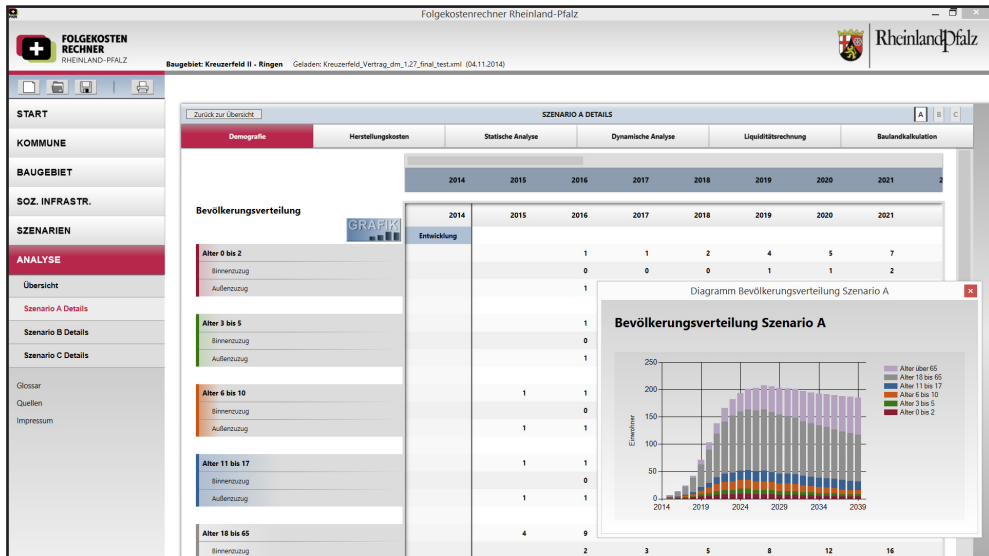 Folgekostenrechner Rheinland-Pfalz
FOLGEKOSTEN
RECHNER
RHEINLAND-PFALZ
RheinlandPfalz
Baugebiet: Kreuzerfeld II - Ringen Geladen: Kreuzerfeld_Vertrag_dm_1.27_final_test.xml (04.11.2014)
START
KOMMUNE
BAUGEBIET
SOZ. INFRASTR.
SZENARIEN
ANALYSE
Übersicht
Szenario A Details
Szenario B Details
Szenario C Details
Glossar
Quellen
Impressum
Zurück zur Übersicht SZENARIO A DETAILS A B C
Demografie Herstellungskosten Statische Analyse Dynamische Analyse Liquiditätsrechnung Baulandkalkulation
2014 2015 2016 2017 2018 2019 2020 2021 2
Bevölkerungsverteilung
GRAFIK
2014 2015 2016 2017 2018 2019 2020 2021
Entwicklung
Alter 0 bis 2 1 1 2 4 5 7
Binnenzuzug 0 0 0 1 1 2
Außenzuzug 1
Alter 3 bis 5 1
Binnenzuzug 0
Außenzuzug 1
Alter 6 bis 10 1 1
Binnenzuzug 0
Außenzuzug 1 1
Alter 11 bis 17 1 1
Binnenzuzug 0
Außenzuzug 1 1
Alter 18 bis 65 4 9
Binnenzuzug 2 3 5 8 12 16
Diagramm Bevölkerungsverteilung Szenario A
Bevölkerungsverteilung Szenario A
Einwohner
250
200
150
100
50
0
2014 2019 2024 2029 2034 2039
Alter über 65
Alter 18 bis 65
Alter 11 bis 17
Alter 6 bis 10
Alter 3 bis 5
Alter 0 bis 2